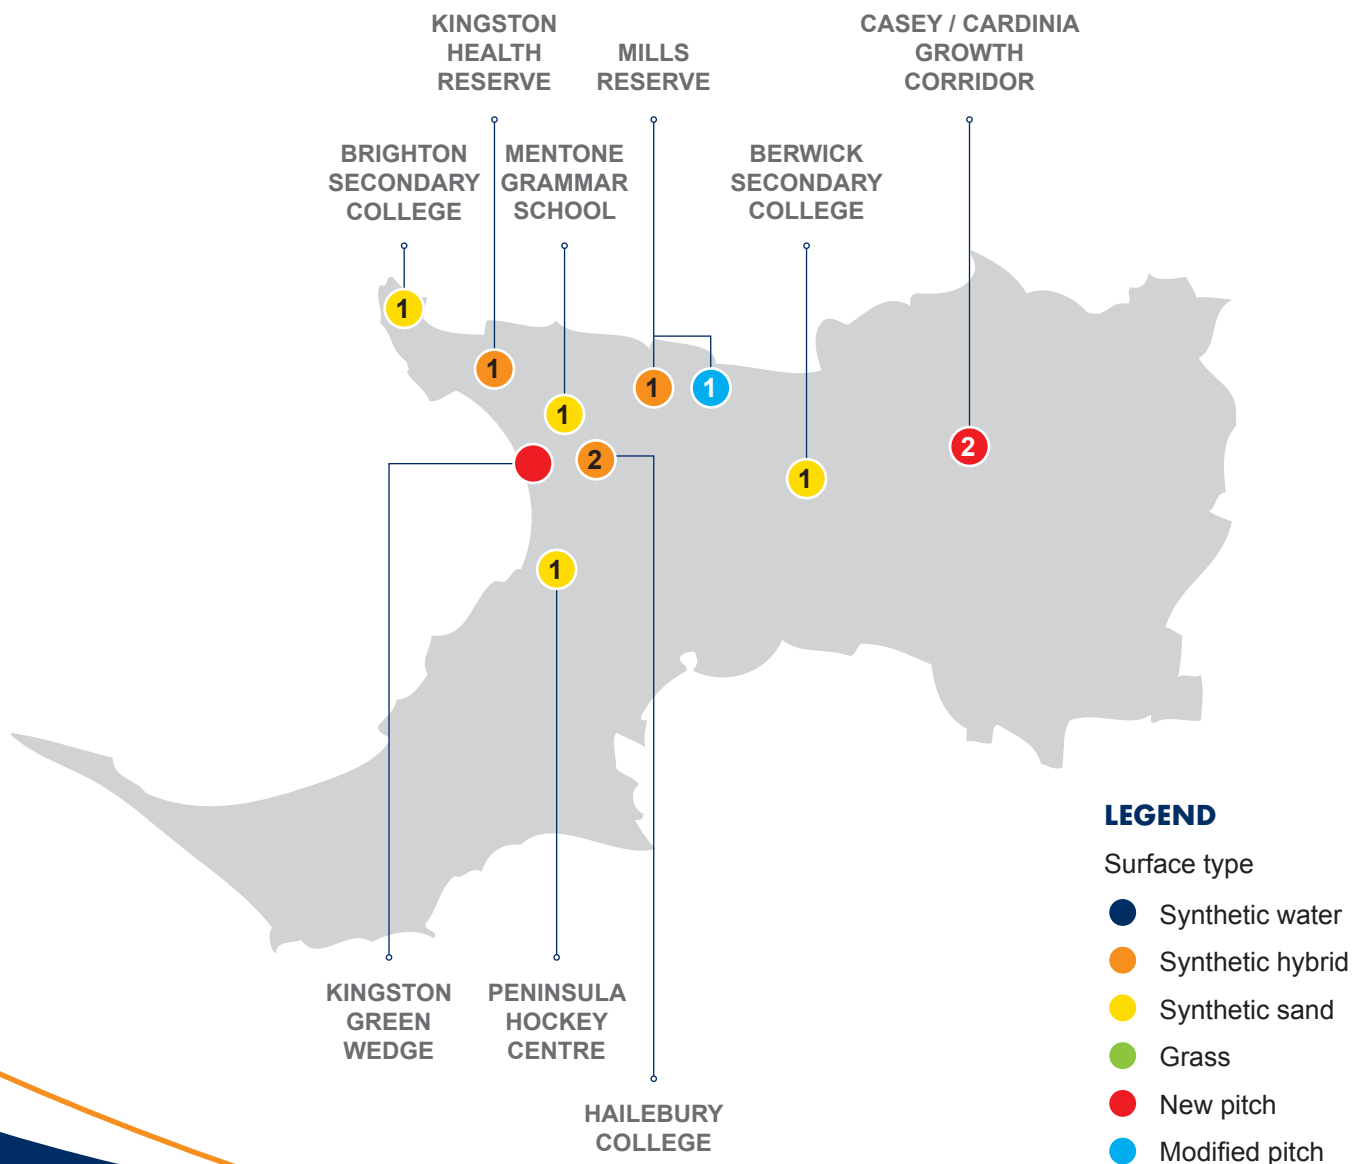 KINGSTON
HEALTH
RESERVE
MILLS
RESERVE
CASEY / CARDINIA
GROWTH
CORRIDOR
BRIGHTON
SECONDARY
COLLEGE
MENTONE
GRAMMAR
SCHOOL
BERWICK
SECONDARY
COLLEGE
1
1
1
1
1
2
2
1
1
KINGSTON
GREEN
WEDGE
PENINSULA
HOCKEY
CENTRE
HAILEBURY
COLLEGE
LEGEND
Surface type
Synthetic water
Synthetic hybrid
Synthetic sand
Grass
New pitch
Modified pitch